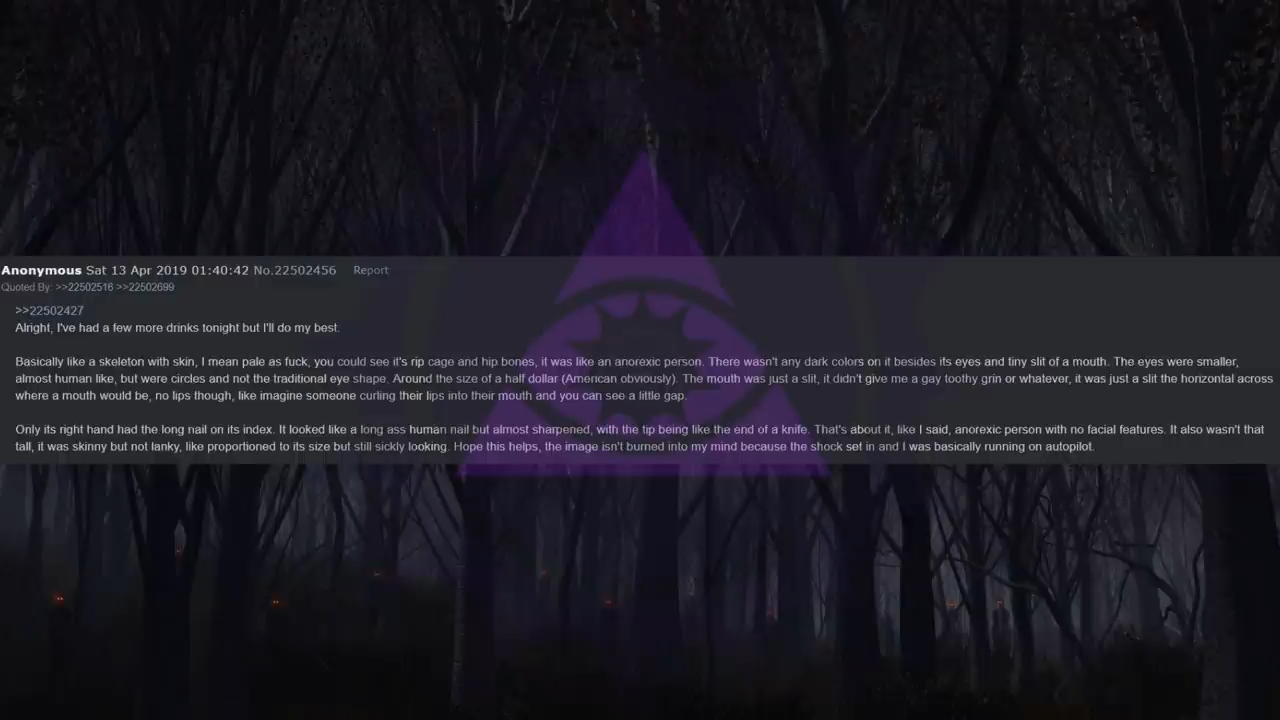 Anonymous Sat 13 Apr 2019 01:40:42 No.22502456 Report
Quoted By: >>22502516 >>22502699
>>22502427
Alright, I've had a few more drinks tonight but I'll do my best.
Basically like a skeleton with skin, I mean pale as fuck, you could see it's rip cage and hip bones, it was like an anorexic person. There wasn't any dark colors on it besides its eyes and tiny slit of a mouth. The eyes were smaller,
almost human like, but were circles and not the traditional eye shape. Around the size of a half dollar (American obviously). The mouth was just a slit, it didn't give me a gay toothy grin or whatever, it was just a slit the horizontal across
where a mouth would be, no lips though, like imagine someone curling their lips into their mouth and you can see a little gap.
Only its right hand had the long nail on its index. It looked like a long ass human nail but almost sharpened, with the tip being like the end of a knife. That's about it, like I said, anorexic person with no facial features. It also wasn't that
tall, it was skinny but not lanky, like proportioned to its size but still sickly looking. Hope this helps, the image isn't burned into my mind because the shock set in and I was basically running on autopilot.